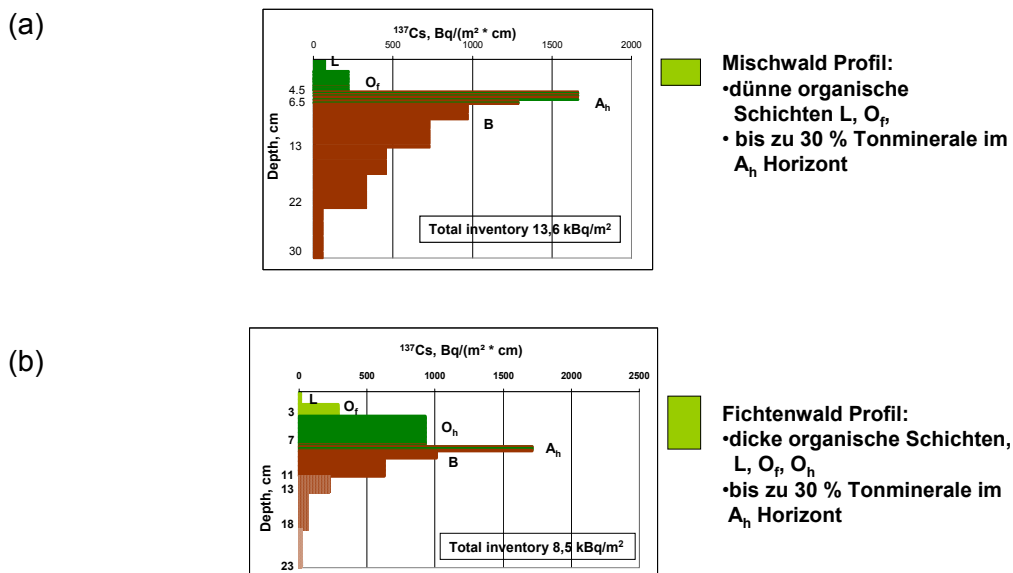 (a)
¹³⁷Cs, Bq/(m² * cm)
0 500 1000 1500 2000
L
Of
4.5
6.5
Ah
B
13
22
30
Depth, cm
Total inventory 13,6 kBq/m²
Mischwald Profil:
•dünne organische
Schichten L, Of,
• bis zu 30 % Tonminerale im
Ah Horizont
(b)
¹³⁷Cs, Bq/(m² * cm)
0 500 1000 1500 2000 2500
L
Of
3
Oh
7
Ah
B
11
13
18
23
Depth, cm
Total inventory 8,5 kBq/m²
Fichtenwald Profil:
•dicke organische Schichten,
L, Of, Oh
•bis zu 30 % Tonminerale im
Ah Horizont